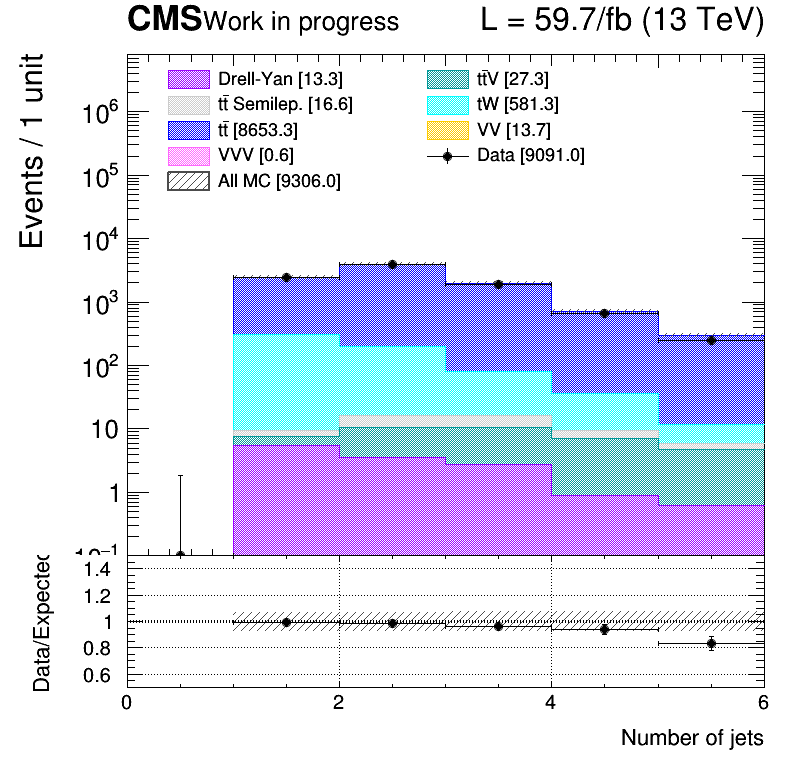 CMS Work in progress L = 59.7/fb (13 TeV)
Events / 1 unit
Drell-Yan [13.3]
tt̄ Semilep. [16.6]
tt̄ [8653.3]
VVV [0.6]
All MC [9306.0]
tt̄V [27.3]
tW [581.3]
VV [13.7]
Data [9091.0]
10⁶
10⁵
10⁴
10³
10²
10
1
10⁻¹
Data/Expected
1.4
1.2
1
0.8
0.6
0 2 4 6
Number of jets